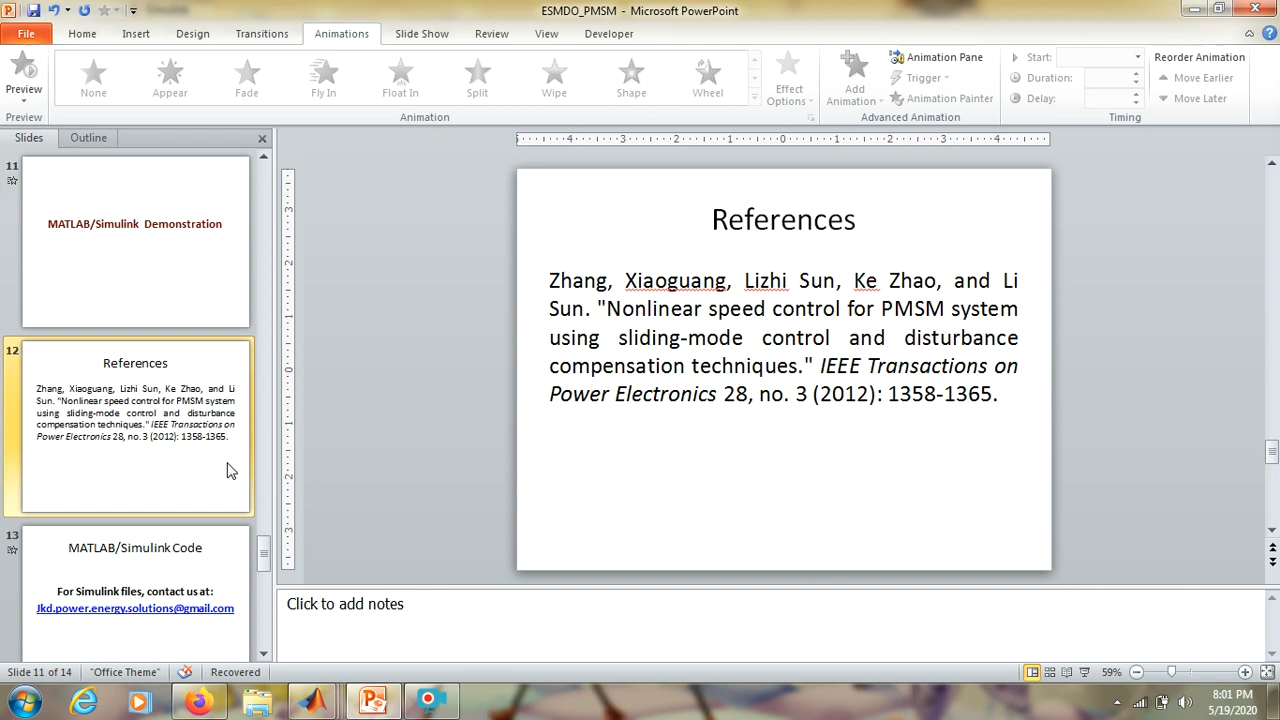 ESMDO_PMSM - Microsoft PowerPoint
File Home Insert Design Transitions Animations Slide Show Review View Developer
Preview
None Appear Fade Fly In Float In Split Wipe Shape Wheel
Effect Options
Add Animation
Animation Pane
Trigger
Animation Painter
Start:
Duration:
Delay:
Reorder Animation
Move Earlier
Move Later
Preview Animation Advanced Animation Timing
Slides Outline
11
MATLAB/Simulink Demonstration
12
References
Zhang, Xiaoguang, Lizhi Sun, Ke Zhao, and Li
Sun. "Nonlinear speed control for PMSM system
using sliding-mode control and disturbance
compensation techniques." IEEE Transactions on
Power Electronics 28, no. 3 (2012): 1358-1365.
13
MATLAB/Simulink Code
For Simulink files, contact us at:
Jkd.power.energy.solutions@gmail.com
References
Zhang, Xiaoguang, Lizhi Sun, Ke Zhao, and Li
Sun. "Nonlinear speed control for PMSM system
using sliding-mode control and disturbance
compensation techniques." IEEE Transactions on
Power Electronics 28, no. 3 (2012): 1358-1365.
Click to add notes
Slide 11 of 14 "Office Theme" Recovered 59%
8:01 PM
5/19/2020